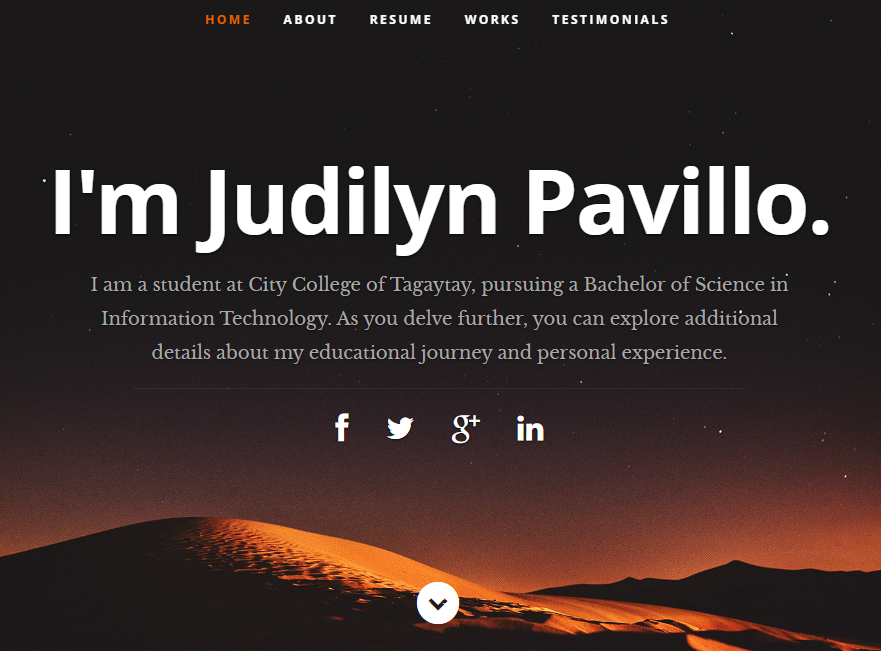 HOME ABOUT RESUME WORKS TESTIMONIALS
I'm Judilyn Pavillo.
I am a student at City College of Tagaytay, pursuing a Bachelor of Science in
Information Technology. As you delve further, you can explore additional
details about my educational journey and personal experience.
f g+ in